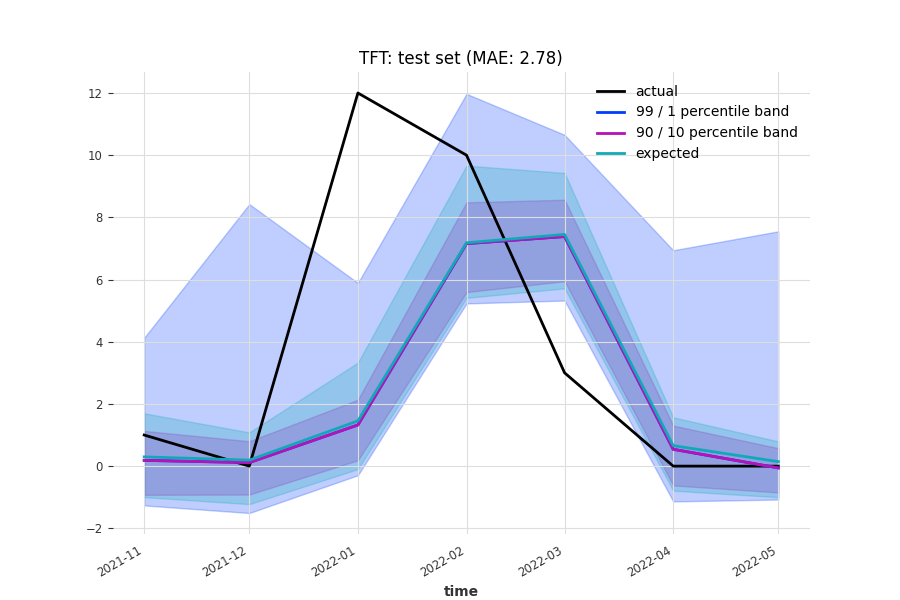 TFT: test set (MAE: 2.78)
actual
99 / 1 percentile band
90 / 10 percentile band
expected
12
10
8
6
4
2
0
−2
2021-11
2021-12
2022-01
2022-02
2022-03
2022-04
2022-05
time